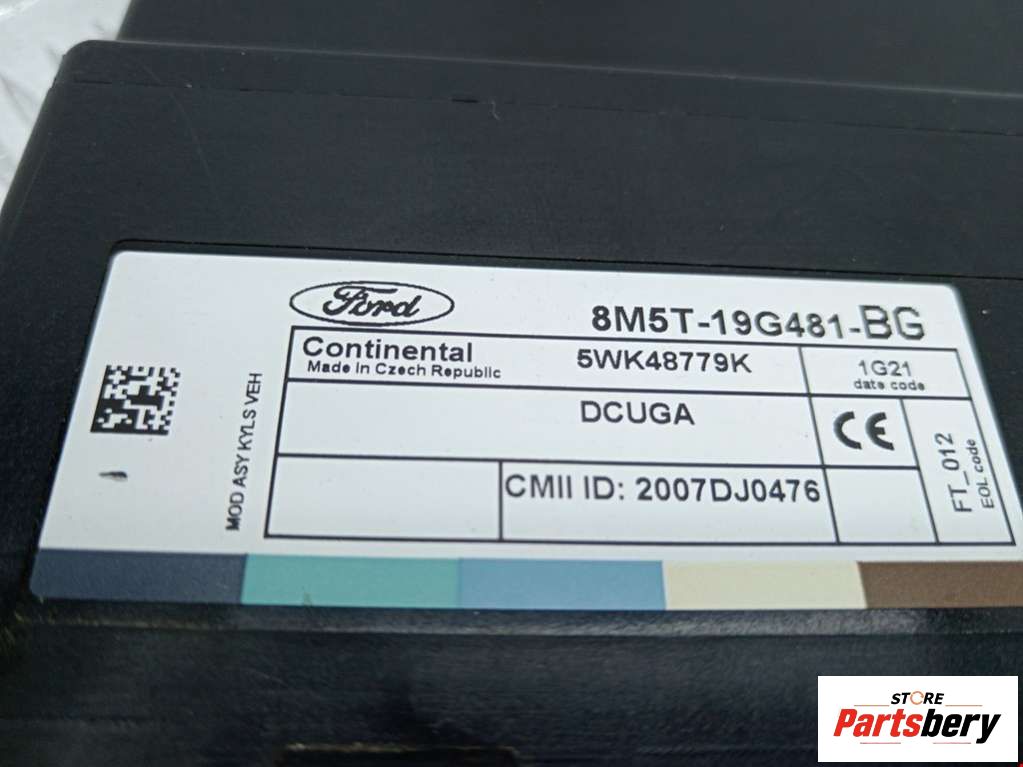 Ford
8M5T-19G481-BG
Continental
5WK48779K
1G21
Made in Czech Republic
date code
MOD ASY KYLS VEH
DCUGA
CE
FT_012
EOL code
CMII ID: 2007DJ0476
STORE
Partsbery